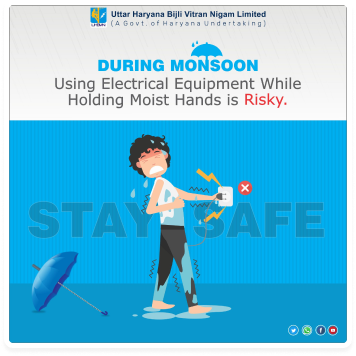 Uttar Haryana Bijli Vitran Nigam Limited
(A Govt. of Haryana Undertaking)
DURING MONSOON
Using Electrical Equipment While
Holding Moist Hands is Risky.
STAY SAFE